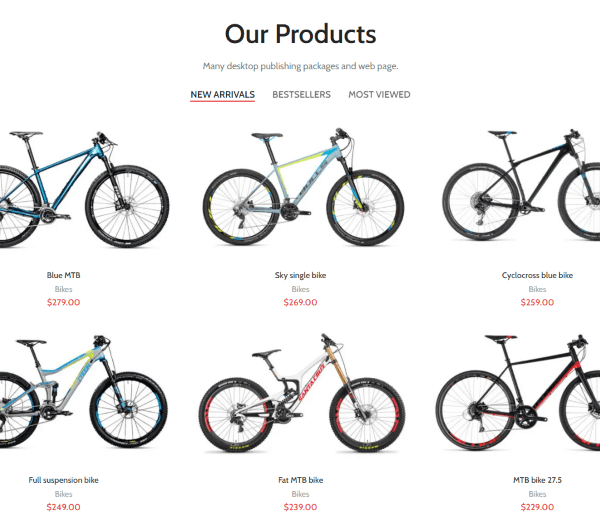 Our Products
Many desktop publishing packages and web page.
NEW ARRIVALS BESTSELLERS MOST VIEWED
Blue MTB
Bikes
$279.00
Sky single bike
Bikes
$269.00
Cyclocross blue bike
Bikes
$259.00
Full suspension bike
Bikes
$249.00
Fat MTB bike
Bikes
$239.00
MTB bike 27.5
Bikes
$229.00